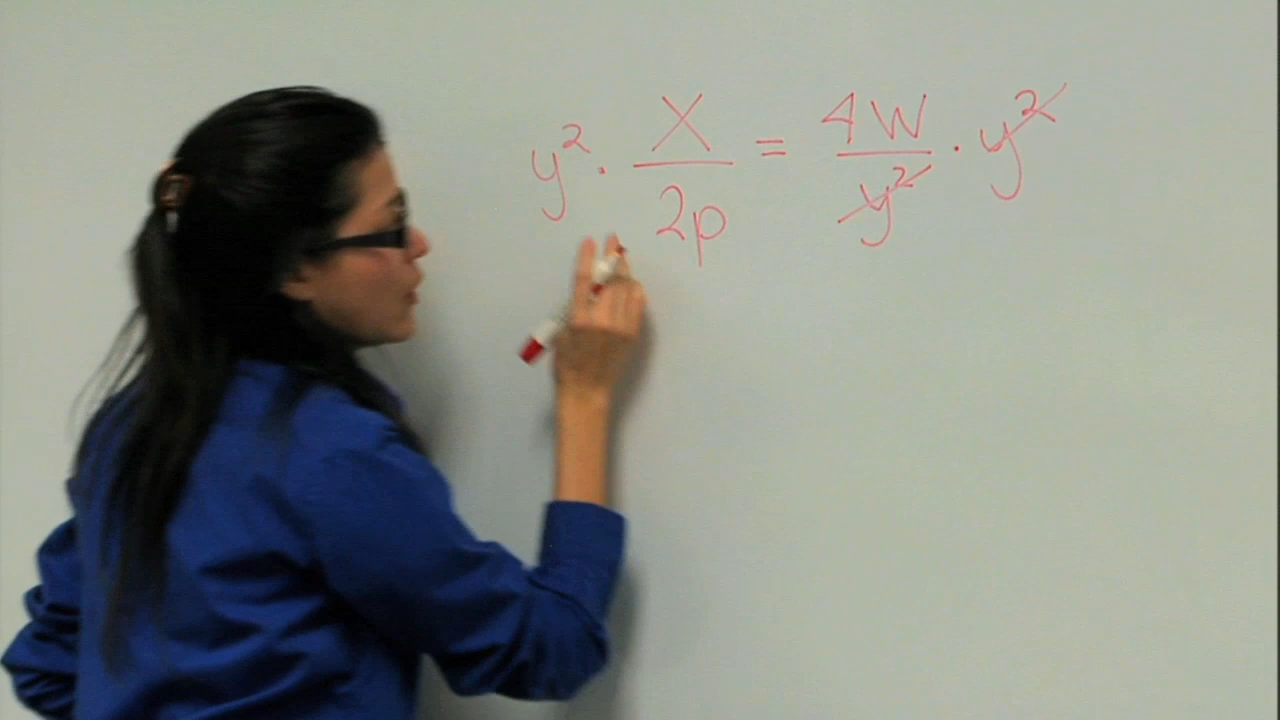 y² · X/2p = 4W/y² · y²